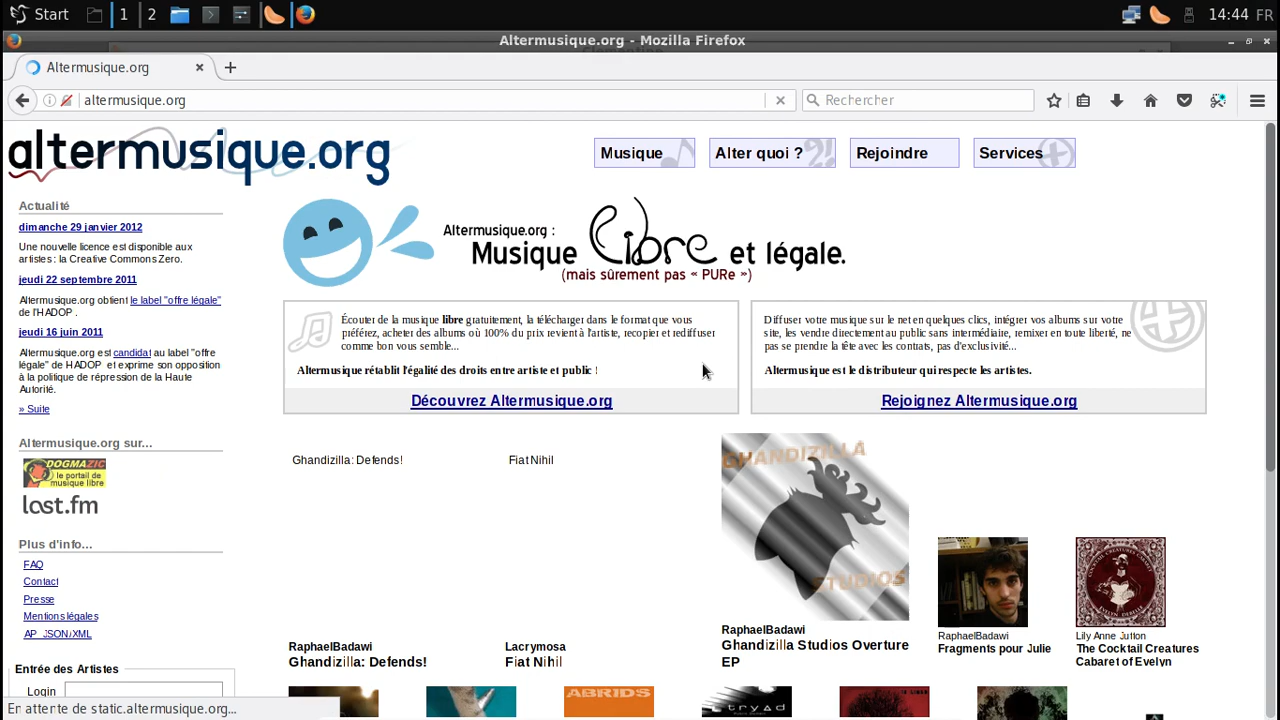 Start
1
2
14:44 FR
Altermusique.org - Mozilla Firefox
Altermusique.org
altermusique.org
Rechercher
altermusique.org
Musique
Alter quoi ?
Rejoindre
Services
Actualité
dimanche 29 janvier 2012
Une nouvelle licence est disponible aux
artistes : la Creative Commons Zero.
jeudi 22 septembre 2011
Altermusique.org obtient le label "offre légale"
de l'HADOP .
jeudi 16 juin 2011
Altermusique.org est candidat au label "offre
légale" de HADOP et exprime son opposition
à la politique de répression de la Haute
Autorité.
» Suite
Altermusique.org sur...
DOGMAZIC
le portail de
musique libre
last.fm
Plus d'info...
FAQ
Contact
Presse
Mentions légales
AP JSON/XML
Entrée des Artistes
Login
En attente de static.altermusique.org...
Altermusique.org :
Musique Libre et légale.
(mais sûrement pas « PURe »)
Écouter de la musique libre gratuitement, la télécharger dans le format que vous
préférez, acheter des albums où 100% du prix revient à l'artiste, recopier et rediffuser
comme bon vous semble...
Altermusique rétablit l'égalité des droits entre artiste et public !
Découvrez Altermusique.org
Diffuser votre musique sur le net en quelques clics, intégrer vos albums sur votre
site, les vendre directement au public sans intermédiaire, remixer en toute liberté, ne
pas se prendre la tête avec les contrats, pas d'exclusivité...
Altermusique est le distributeur qui respecte les artistes.
Rejoignez Altermusique.org
Ghandizilla: Defends!
Fiat Nihil
GHANDIZILLA
STUDIOS
RaphaelBadawi
Ghandizilla: Defends!
Lacrymosa
Fiat Nihil
RaphaelBadawi
Ghandizilla Studios Overture
EP
RaphaelBadawi
Fragments pour Julie
Lily Anne Jutton
The Cocktail Creatures
Cabaret of Evelyn
ABRIDS
tryad